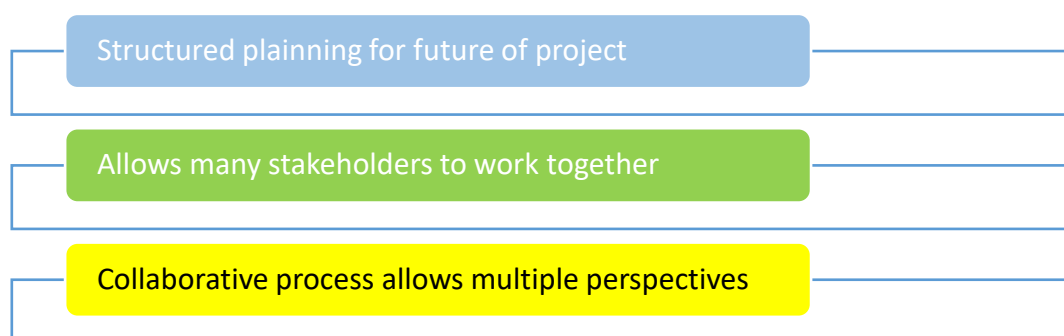 Structured plainning for future of project
Allows many stakeholders to work together
Collaborative process allows multiple perspectives